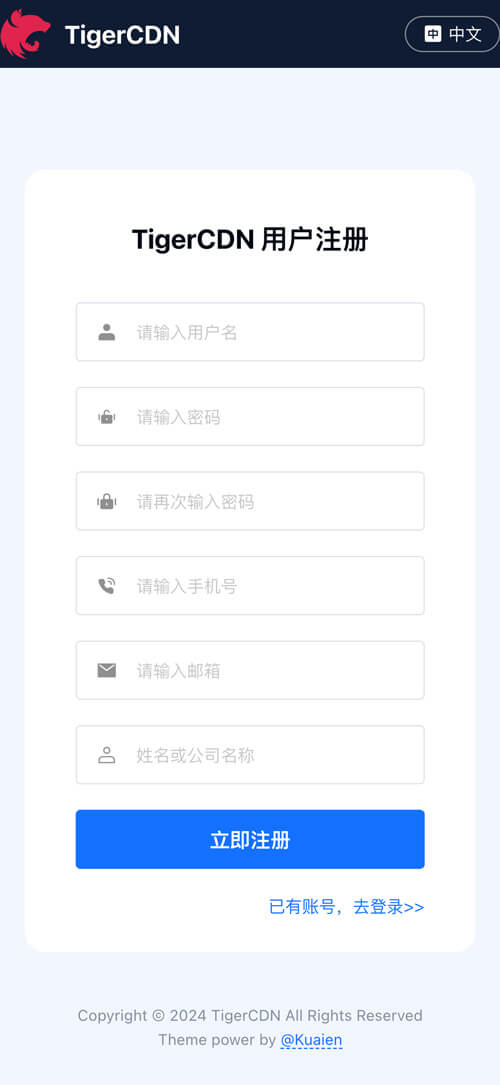 TigerCDN
中 中文
TigerCDN 用户注册
请输入用户名
请输入密码
请再次输入密码
请输入手机号
请输入邮箱
姓名或公司名称
立即注册
已有账号，去登录>>
Copyright © 2024 TigerCDN All Rights Reserved
Theme power by @Kuaien